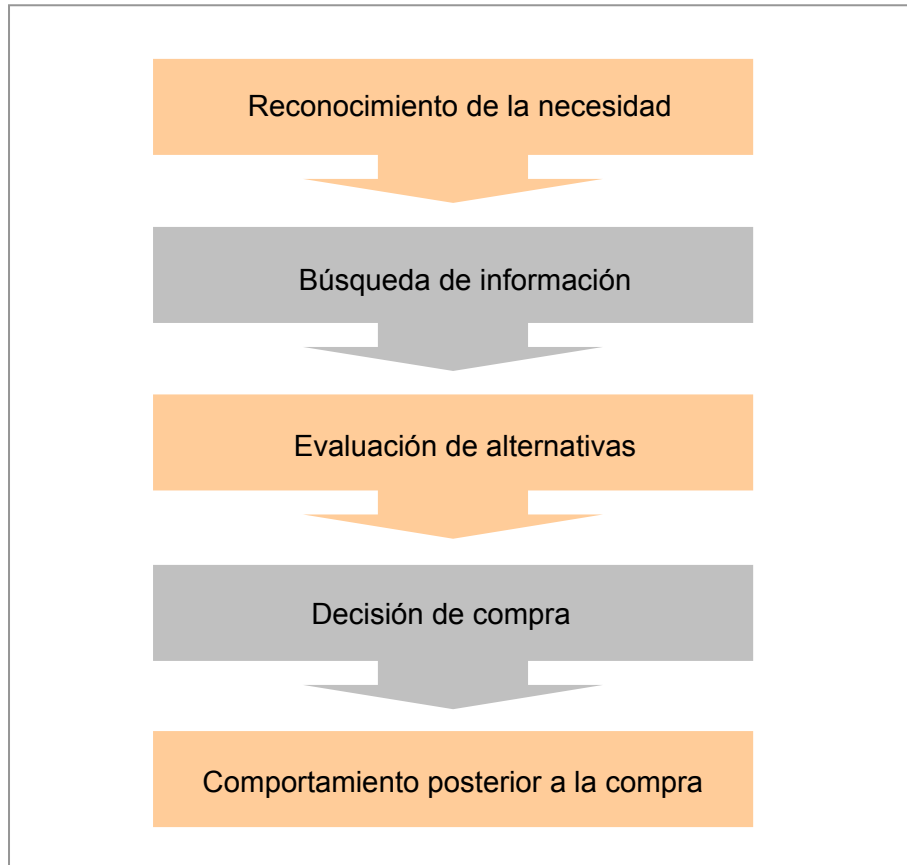 Reconocimiento de la necesidad
Búsqueda de información
Evaluación de alternativas
Decisión de compra
Comportamiento posterior a la compra